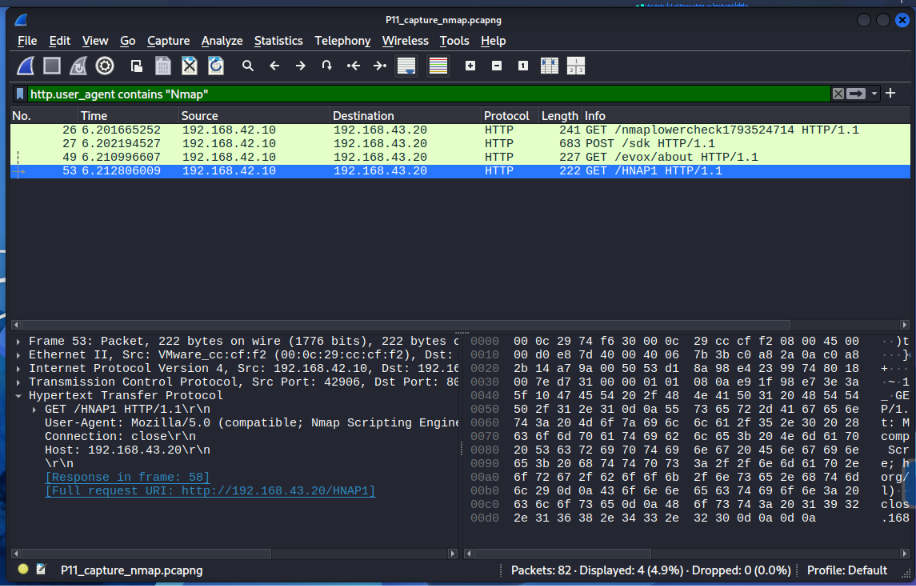 P11_capture_nmap.pcapng
File Edit View Go Capture Analyze Statistics Telephony Wireless Tools Help
http.user_agent contains "Nmap"
No. Time Source Destination Protocol Length Info
26 6.201665252 192.168.42.10 192.168.43.20 HTTP 241 GET /nmaplowercheck1793524714 HTTP/1.1
27 6.202194527 192.168.42.10 192.168.43.20 HTTP 683 POST /sdk HTTP/1.1
49 6.210996607 192.168.42.10 192.168.43.20 HTTP 227 GET /evox/about HTTP/1.1
53 6.212806009 192.168.42.10 192.168.43.20 HTTP 222 GET /HNAP1 HTTP/1.1
Frame 53: Packet, 222 bytes on wire (1776 bits), 222 bytes c
Ethernet II, Src: VMware_cc:cf:f2 (00:0c:29:cc:cf:f2), Dst:
Internet Protocol Version 4, Src: 192.168.42.10, Dst: 192.16
Transmission Control Protocol, Src Port: 42906, Dst Port: 80
Hypertext Transfer Protocol
GET /HNAP1 HTTP/1.1\r\n
User-Agent: Mozilla/5.0 (compatible; Nmap Scripting Engine
Connection: close\r\n
Host: 192.168.43.20\r\n
\r\n
[Response in frame: 58]
[Full request URI: http://192.168.43.20/HNAP1]
0000 00 0c 29 74 f6 30 00 0c 29 cc cf f2 08 00 45 00 ··)t
0010 00 d0 e8 7d 40 00 40 06 7b 3b c0 a8 2a 0a c0 a8 ···}
0020 2b 14 a7 9a 00 50 53 d1 8a 98 e4 23 99 74 80 18 +···
0030 00 7e d7 31 00 00 01 01 08 0a e9 1f 98 e7 3e 3a ·~·1
0040 5f 10 47 45 54 20 2f 48 4e 41 50 31 20 48 54 54 _·GE
0050 50 2f 31 2e 31 0d 0a 55 73 65 72 2d 41 67 65 6e P/1.
0060 74 3a 20 4d 6f 7a 69 6c 6c 61 2f 35 2e 30 20 28 t: M
0070 63 6f 6d 70 61 74 69 62 6c 65 3b 20 4e 6d 61 70 comp
0080 20 53 63 72 69 70 74 69 6e 67 20 45 6e 67 69 6e Scr
0090 65 3b 20 68 74 74 70 73 3a 2f 2f 6e 6d 61 70 2e e; h
00a0 6f 72 67 2f 62 6f 6f 6b 2f 6e 73 65 2e 68 74 6d org/
00b0 6c 29 0d 0a 43 6f 6e 6e 65 63 74 69 6f 6e 3a 20 l)··
00c0 63 6c 6f 73 65 0d 0a 48 6f 73 74 3a 20 31 39 32 clos
00d0 2e 31 36 38 2e 34 33 2e 32 30 0d 0a 0d 0a .168
P11_capture_nmap.pcapng Packets: 82 · Displayed: 4 (4.9%) · Dropped: 0 (0.0%) Profile: Default